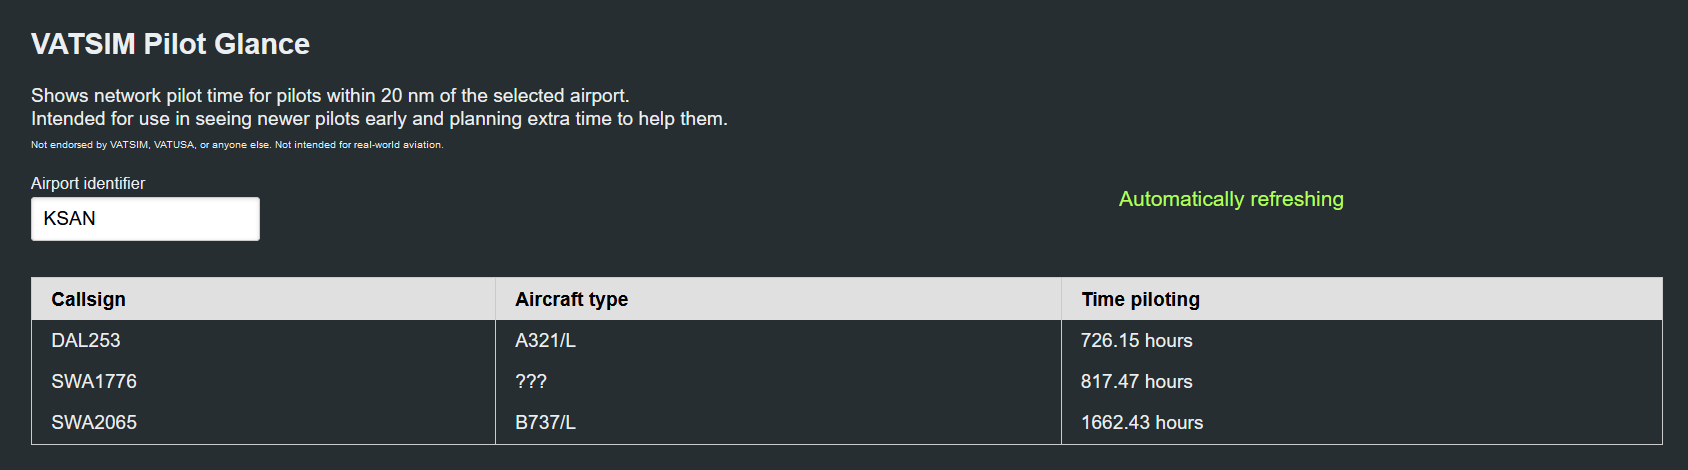 VATSIM Pilot Glance
Shows network pilot time for pilots within 20 nm of the selected airport.
Intended for use in seeing newer pilots early and planning extra time to help them.
Not endorsed by VATSIM, VATUSA, or anyone else. Not intended for real-world aviation.
Airport identifier
KSAN
Automatically refreshing
Callsign Aircraft type Time piloting
DAL253 A321/L 726.15 hours
SWA1776 ??? 817.47 hours
SWA2065 B737/L 1662.43 hours